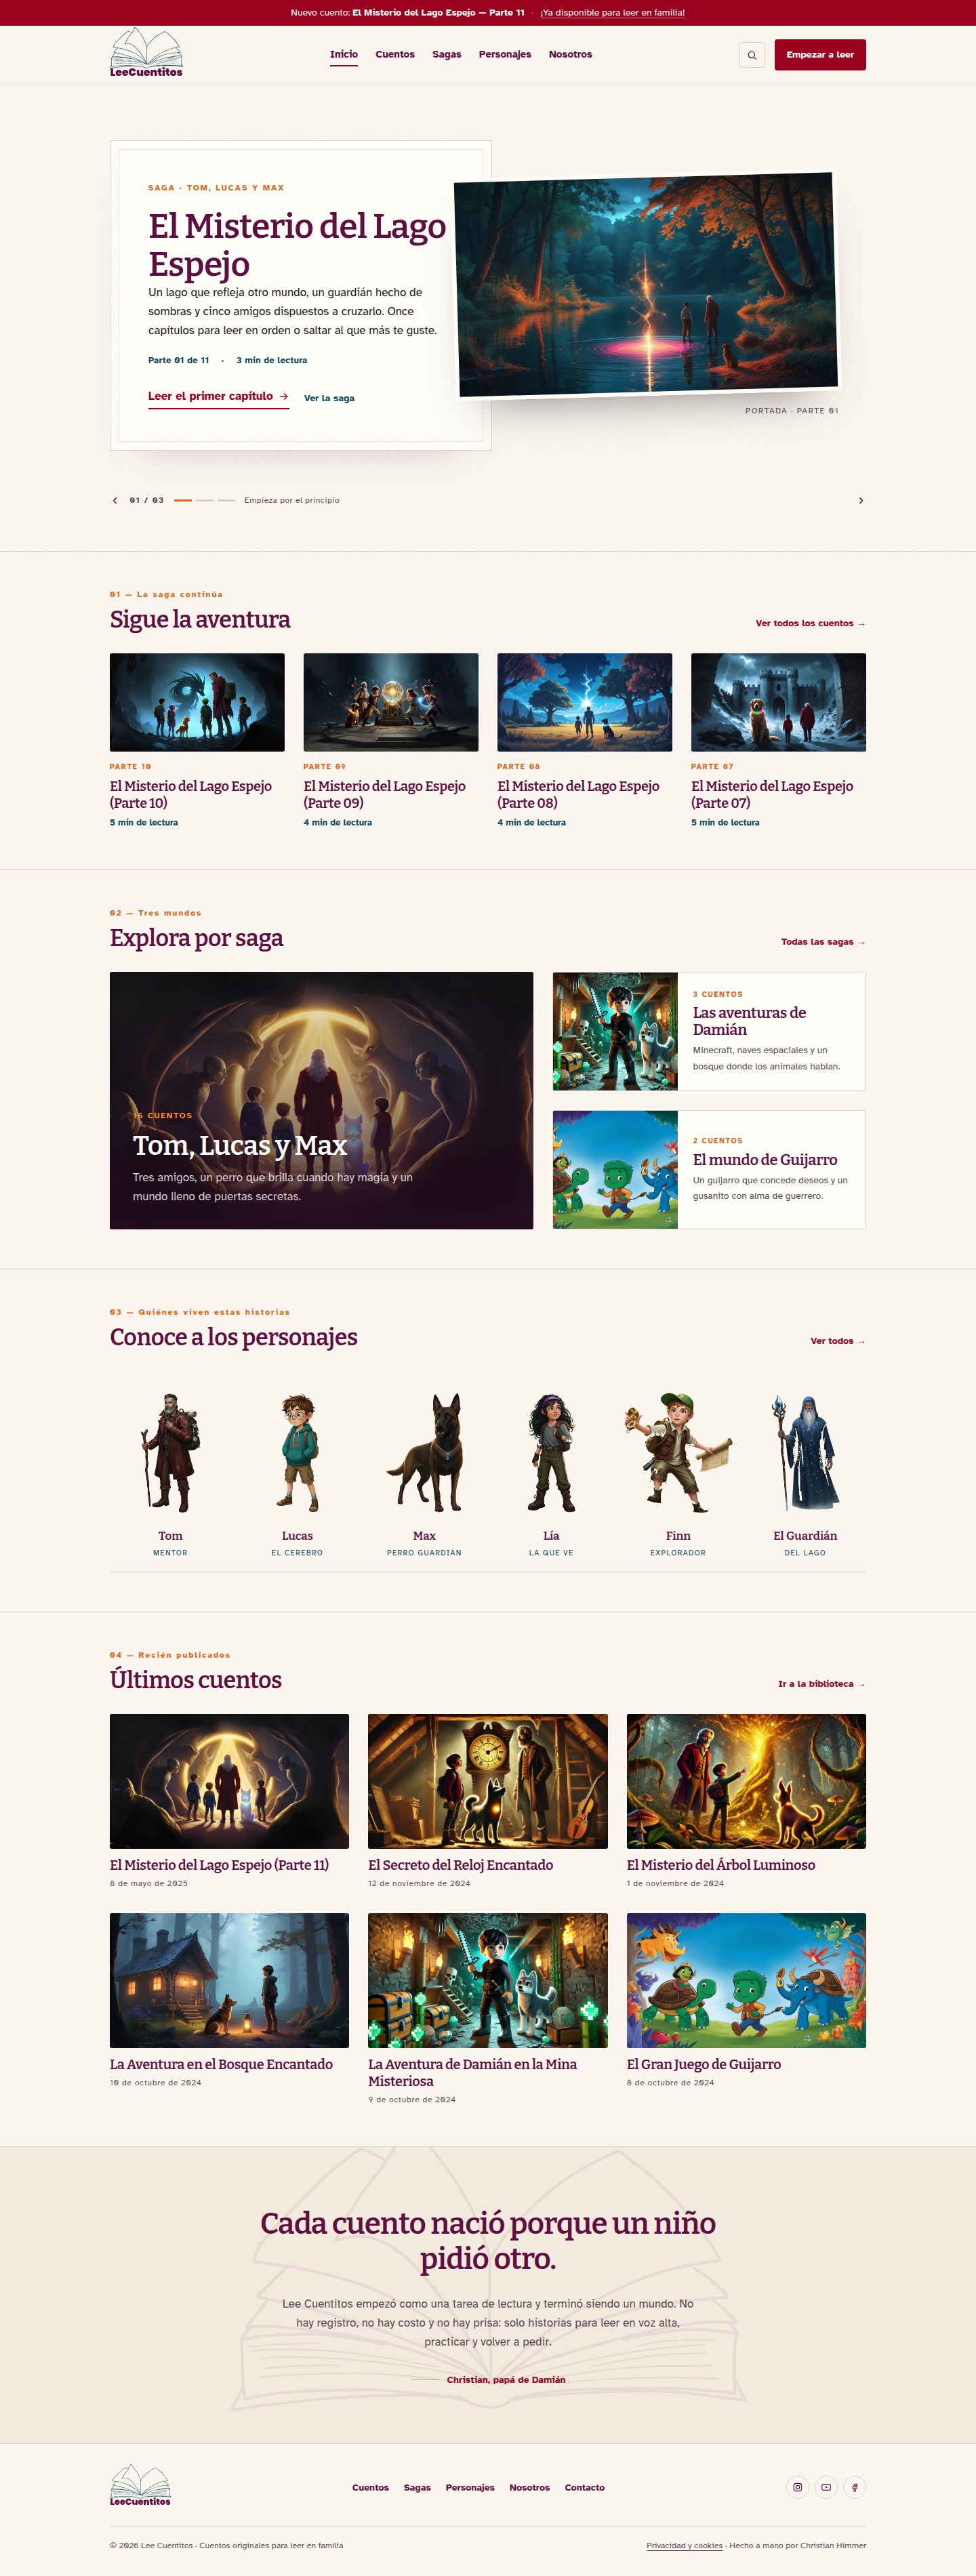 Nuevo cuento: El Misterio del Lago Espejo — Parte 11 · ¡Ya disponible para leer en familia!
LeeCuentitos
Inicio Cuentos Sagas Personajes Nosotros
Empezar a leer
SAGA · TOM, LUCAS Y MAX
El Misterio del Lago
Espejo
Un lago que refleja otro mundo, un guardián hecho de
sombras y cinco amigos dispuestos a cruzarlo. Once
capítulos para leer en orden o saltar al que más te guste.
Parte 01 de 11 · 3 min de lectura
Leer el primer capítulo →
Ver la saga
PORTADA · PARTE 01
‹ 01 / 03 Empieza por el principio ›
01 — La saga continúa
Sigue la aventura
Ver todos los cuentos →
PARTE 10
El Misterio del Lago Espejo
(Parte 10)
5 min de lectura
PARTE 09
El Misterio del Lago Espejo
(Parte 09)
4 min de lectura
PARTE 08
El Misterio del Lago Espejo
(Parte 08)
4 min de lectura
PARTE 07
El Misterio del Lago Espejo
(Parte 07)
5 min de lectura
02 — Tres mundos
Explora por saga
Todas las sagas →
CUENTOS
Tom, Lucas y Max
Tres amigos, un perro que brilla cuando hay magia y un
mundo lleno de puertas secretas.
3 CUENTOS
Las aventuras de
Damián
Minecraft, naves espaciales y un
bosque donde los animales hablan.
2 CUENTOS
El mundo de Guijarro
Un guijarro que concede deseos y un
gusanito con alma de guerrero.
03 — Quiénes viven estas historias
Conoce a los personajes
Ver todos →
Tom
MENTOR
Lucas
EL CEREBRO
Max
PERRO GUARDIÁN
Lía
LA QUE VE
Finn
EXPLORADOR
El Guardián
DEL LAGO
04 — Recién publicados
Últimos cuentos
Ir a la biblioteca →
El Misterio del Lago Espejo (Parte 11)
8 de mayo de 2025
El Secreto del Reloj Encantado
12 de noviembre de 2024
El Misterio del Árbol Luminoso
1 de noviembre de 2024
La Aventura en el Bosque Encantado
10 de octubre de 2024
La Aventura de Damián en la Mina
Misteriosa
9 de octubre de 2024
El Gran Juego de Guijarro
8 de octubre de 2024
Cada cuento nació porque un niño
pidió otro.
Lee Cuentitos empezó como una tarea de lectura y terminó siendo un mundo. No
hay registro, no hay costo y no hay prisa: solo historias para leer en voz alta,
practicar y volver a pedir.
Christian, papá de Damián
LeeCuentitos
Cuentos Sagas Personajes Nosotros Contacto
© 2026 Lee Cuentitos · Cuentos originales para leer en familia
Privacidad y cookies · Hecho a mano por Christian Himmer